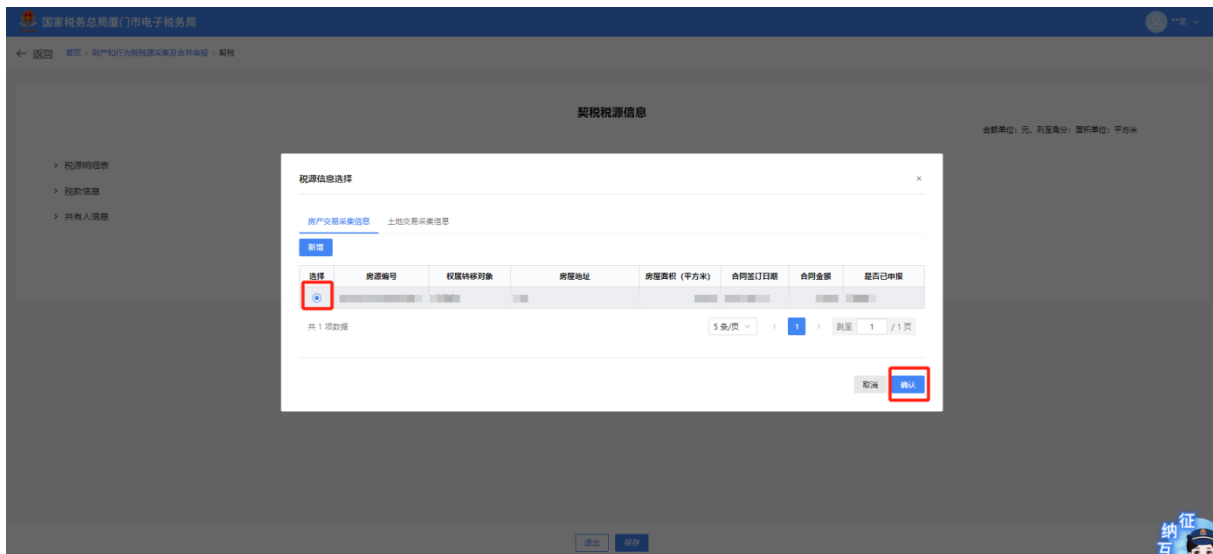 国家税务总局厦门市电子税务局
返回 首页 > 财产和行为税税源采集及合并申报 > 契税
契税税源信息
金额单位：元，列至角分；面积单位：平方米
> 税源明细表
> 税款信息
> 共有人信息
税源信息选择
房产交易采集信息 土地交易采集信息
新增
选择 房源编号 权属转移对象 房屋地址 房屋面积（平方米） 合同签订日期 合同金额 是否已申报
共 1 项数据 5 条/页 1 跳至 1 / 1 页
取消 确认
退出 保存
征
纳
互